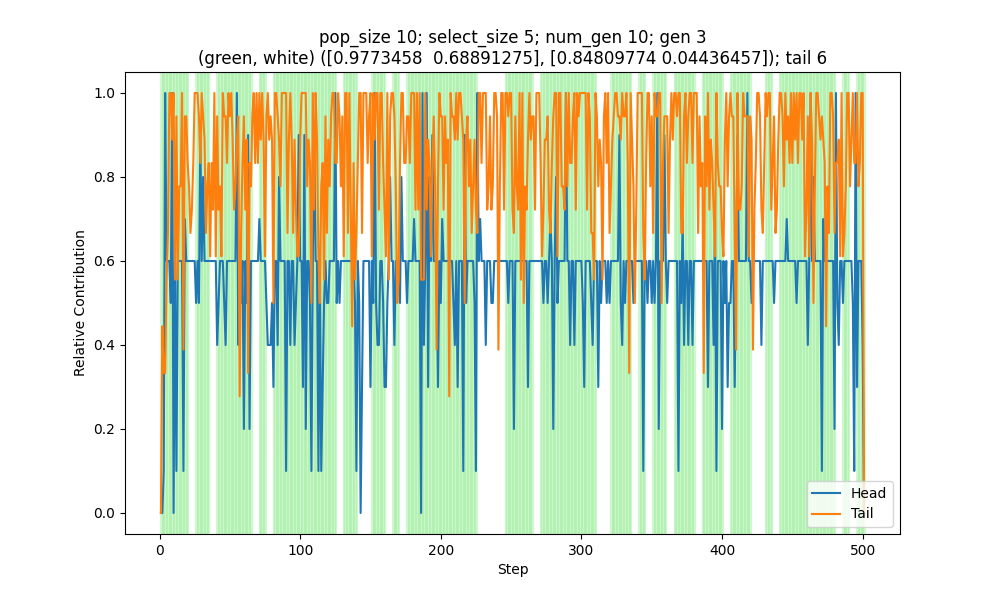 pop_size 10; select_size 5; num_gen 10; gen 3
(green, white) ([0.9773458  0.68891275], [0.84809774 0.04436457]); tail 6
1.0
0.8
0.6
0.4
0.2
0.0
Relative Contribution
Head
Tail
0
100
200
300
400
500
Step